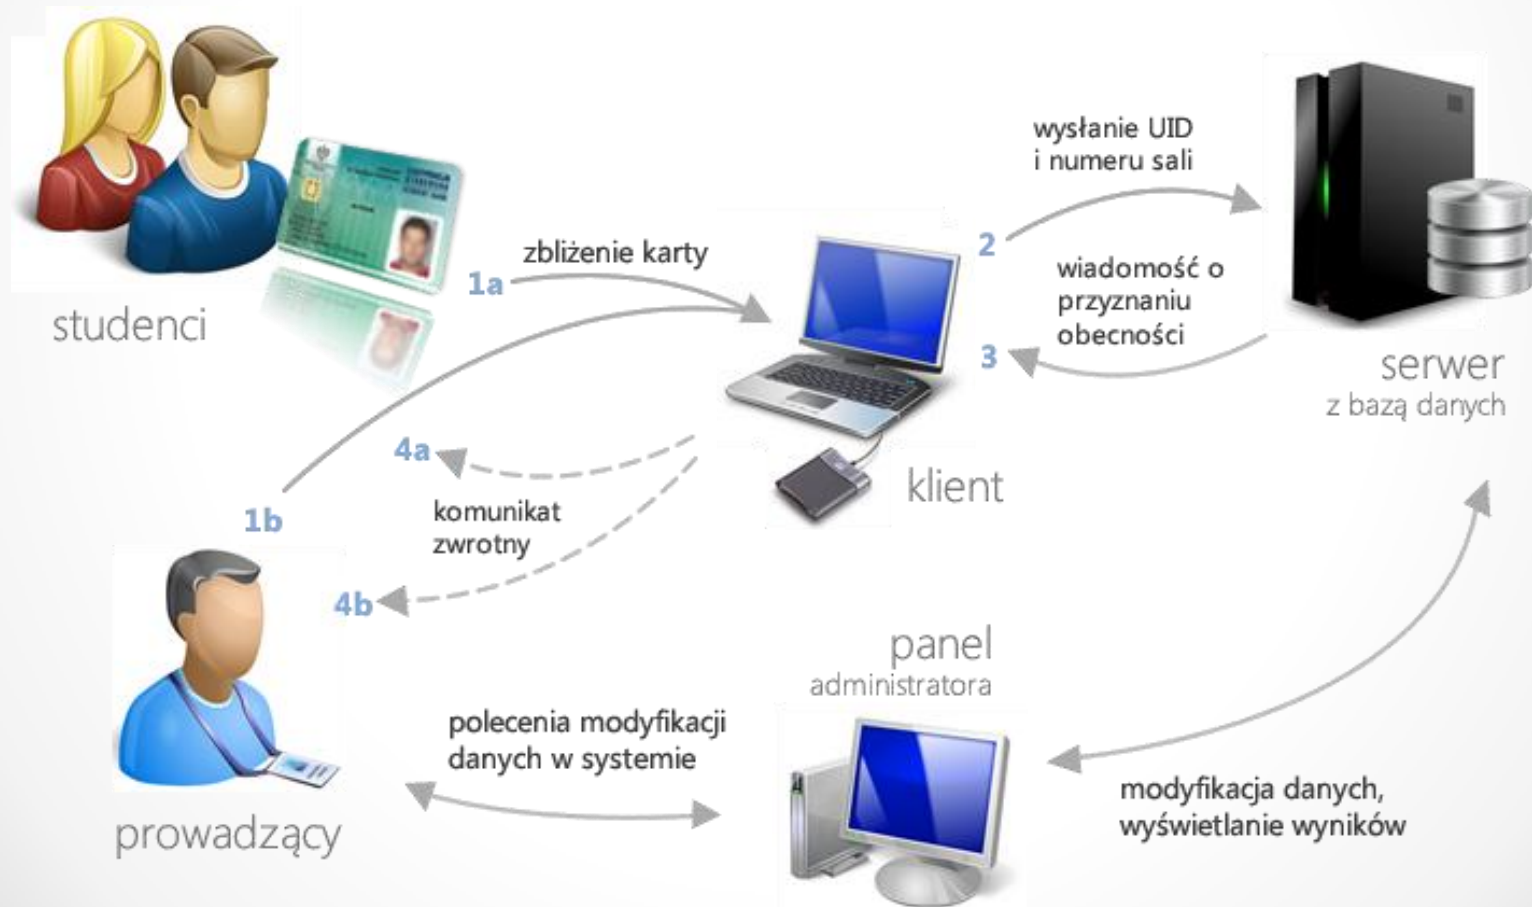 studenci
1a
zbliżenie karty
2
wysłanie UID
i numeru sali
wiadomość o
przyznaniu
obecności
3
serwer
z bazą danych
klient
4a
komunikat
zwrotny
1b
4b
prowadzący
polecenia modyfikacji
danych w systemie
panel
administratora
modyfikacja danych,
wyświetlanie wyników